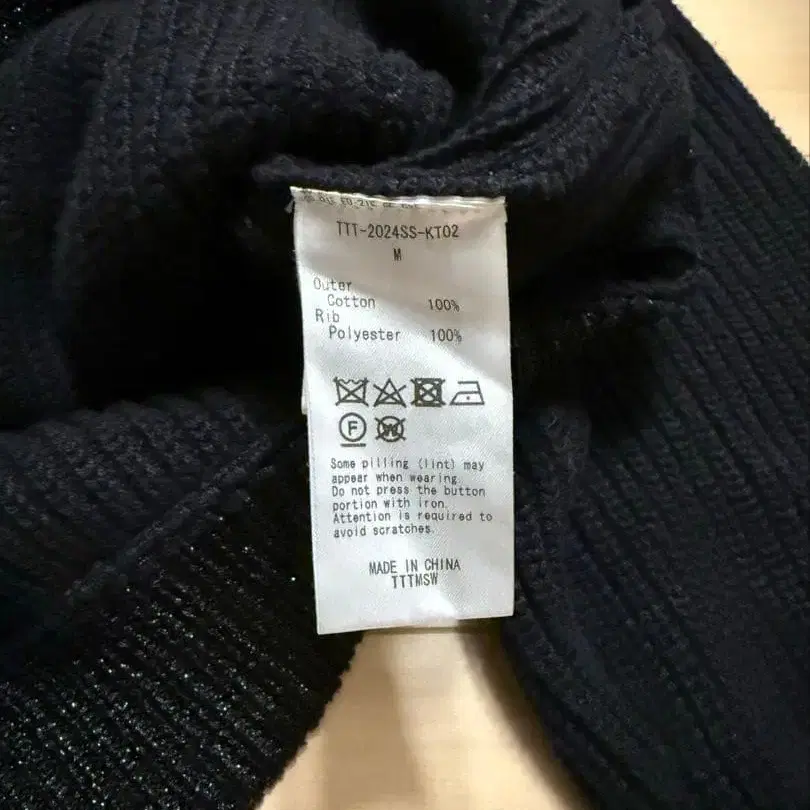 TTT-2024SS-KT02
M
Outer
Cotton 100%
Rib
Polyester 100%
F
W
Some pilling (lint) may
appear when wearing.
Do not press the button
portion with iron.
Attention is required to
avoid scratches.
MADE IN CHINA
TTTMSW